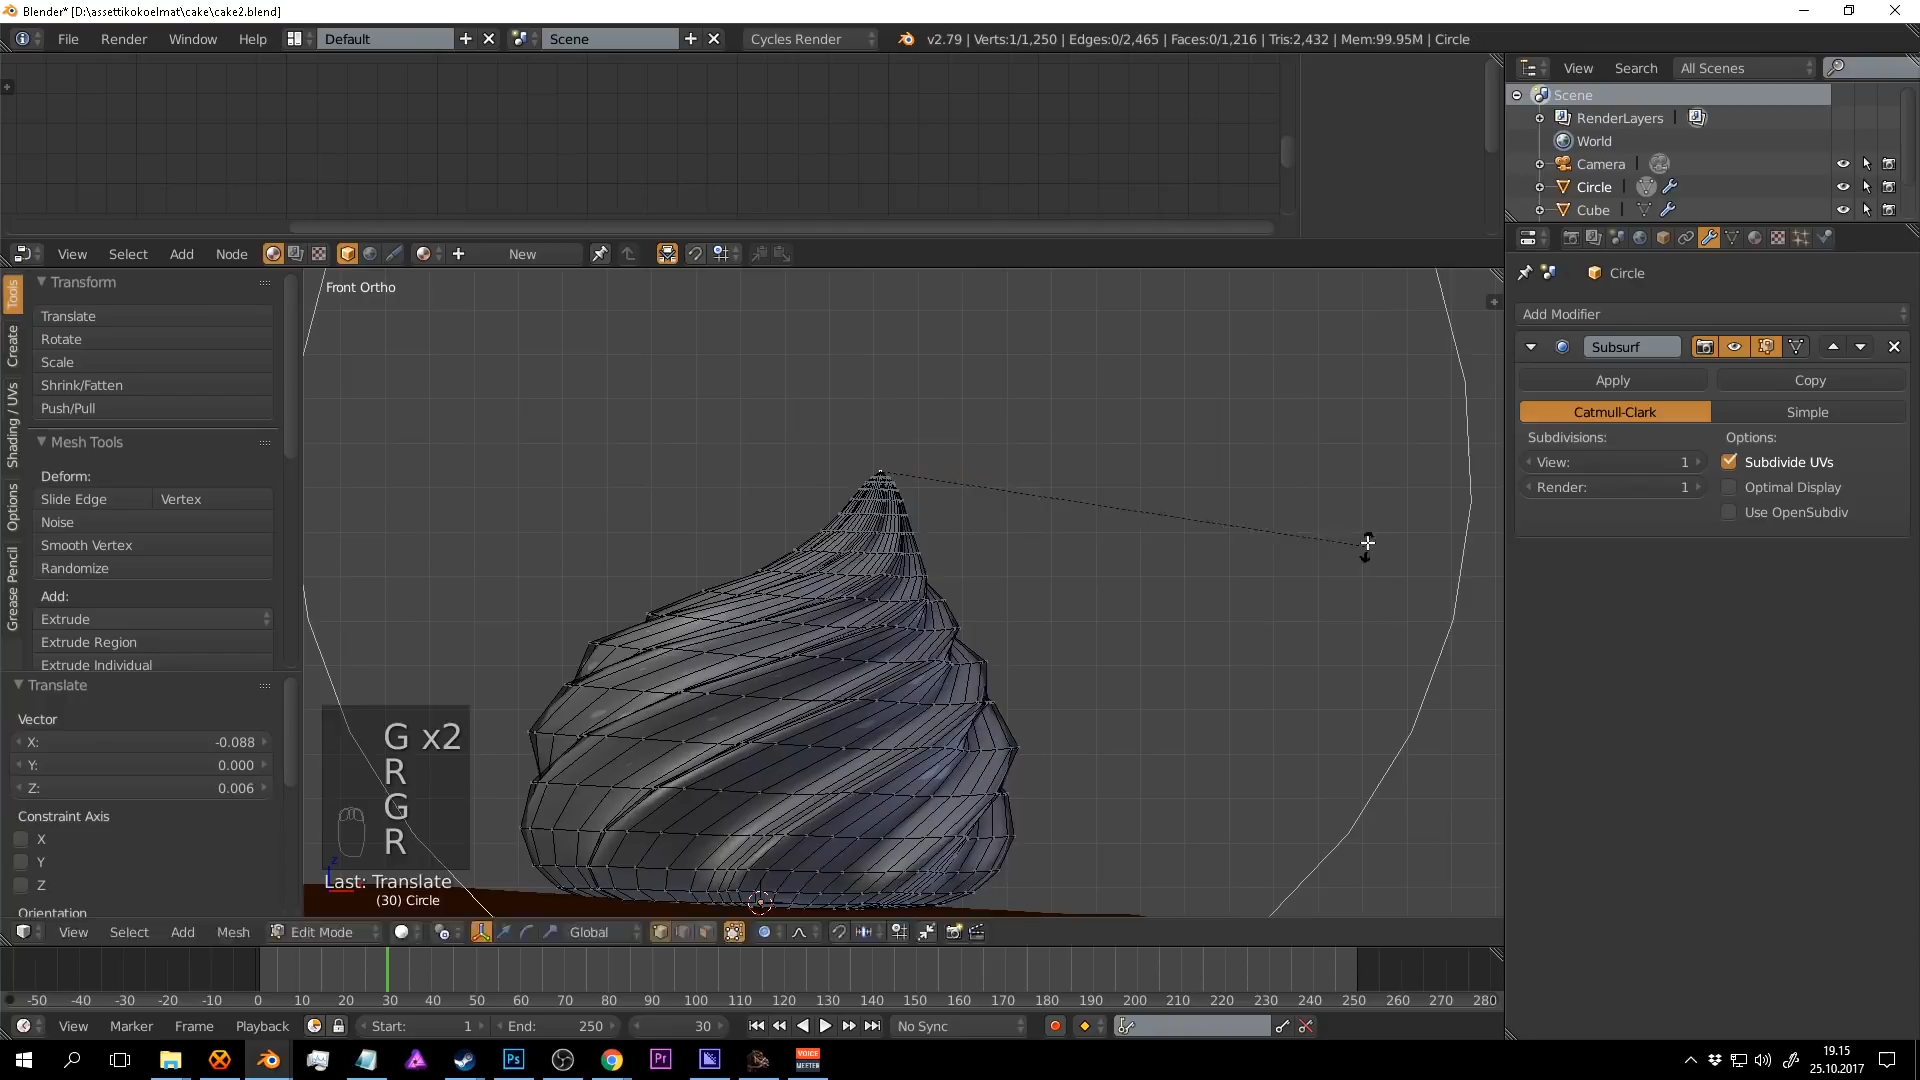 Blender* [D:\assettikokoelmat\cake\cake2.blend]
File Render Window Help Default Scene Cycles Render v2.79 | Verts:1/1,250 | Edges:0/2,465 | Faces:0/1,216 | Tris:2,432 | Mem:99.95M | Circle
View Search All Scenes
Scene
RenderLayers
World
Camera
Circle
Cube
View Select Add Node New
Circle
Add Modifier
Subsurf
Apply Copy
Catmull-Clark Simple
Subdivisions: Options:
View: 1 Subdivide UVs
Render: 1 Optimal Display
Use OpenSubdiv
Tools
Create
Shading / UVs
Options
Grease Pencil
Transform
Translate
Rotate
Scale
Shrink/Fatten
Push/Pull
Mesh Tools
Deform:
Slide Edge Vertex
Noise
Smooth Vertex
Randomize
Add:
Extrude
Extrude Region
Extrude Individual
Translate
Vector
X: -0.088
Y: 0.000
Z: 0.006
Constraint Axis
X
Y
Z
Orientation
Front Ortho
G x2
R
G
R
z
Last: Translate
(30) Circle
View Select Add Mesh Edit Mode Global
-50 -40 -30 -20 -10 0 10 20 30 40 50 60 70 80 90 100 110 120 130 140 150 160 170 180 190 200 210 220 230 240 250 260 270 280
View Marker Frame Playback Start: 1 End: 250 30 No Sync
Ps
Pr
VOICE
MEETER
19.15
25.10.2017